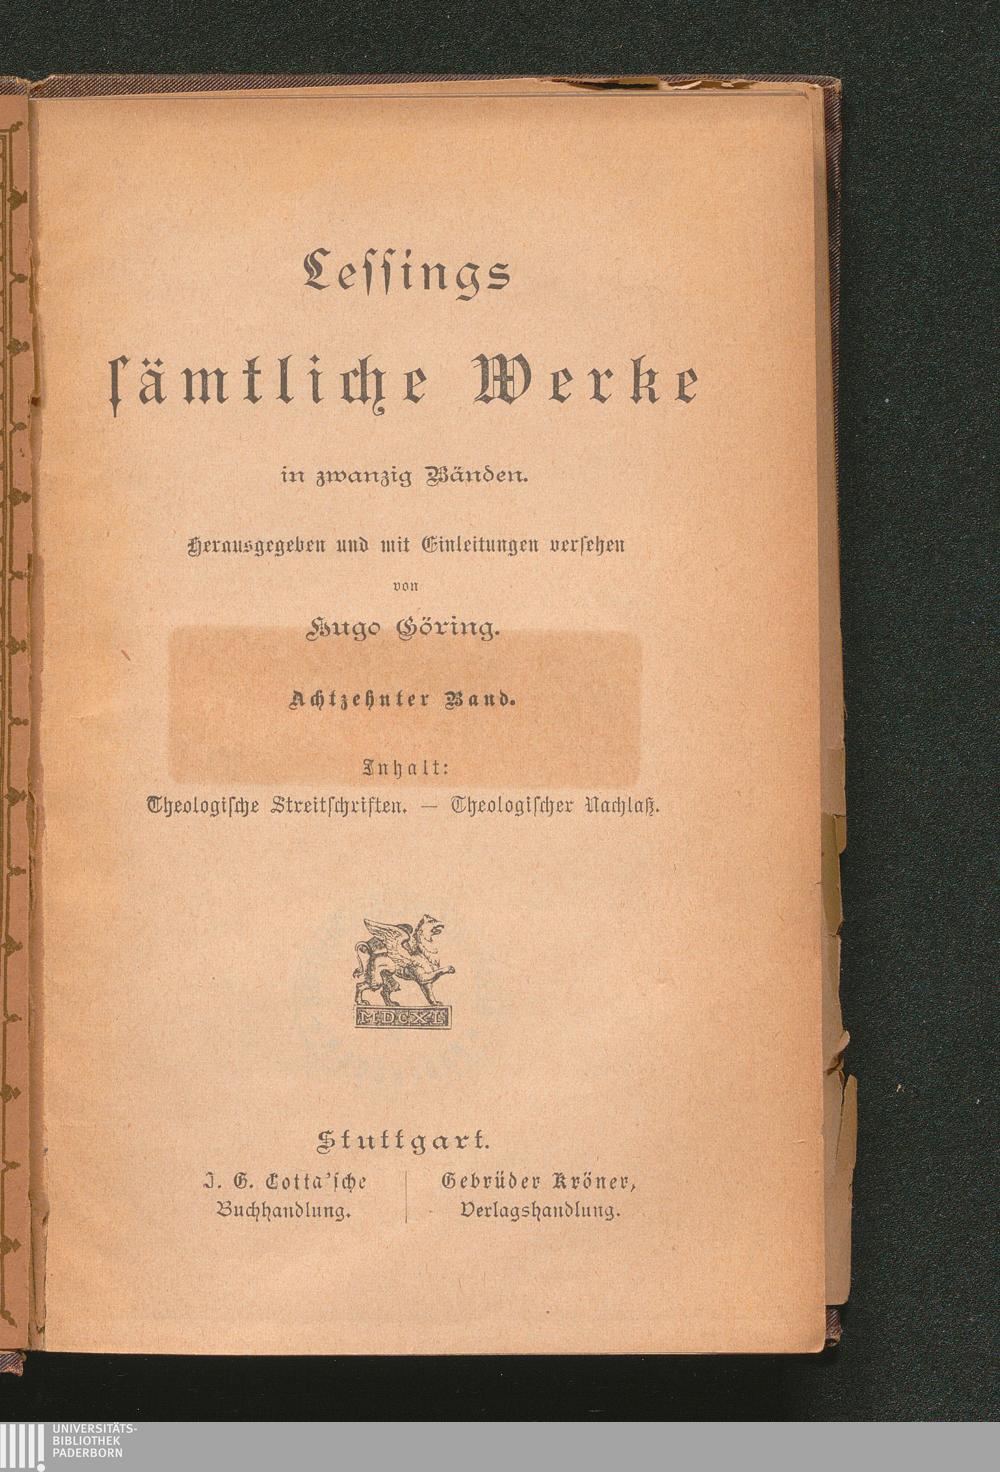 Leſſings
ſämtliche Werke
in zwanzig Bänden.
Herausgegeben und mit Einleitungen verſehen
von
Hugo Göring.
Achtzehnter Band.
Inhalt:
Theologiſche Streitſchriften. — Theologiſcher Nachlaß.
MDCXL
Stuttgart.
J. G. Cotta'ſche
Buchhandlung.
Gebrüder Kröner,
Verlagshandlung.
UNIVERSITÄTS-
BIBLIOTHEK
PADERBORN